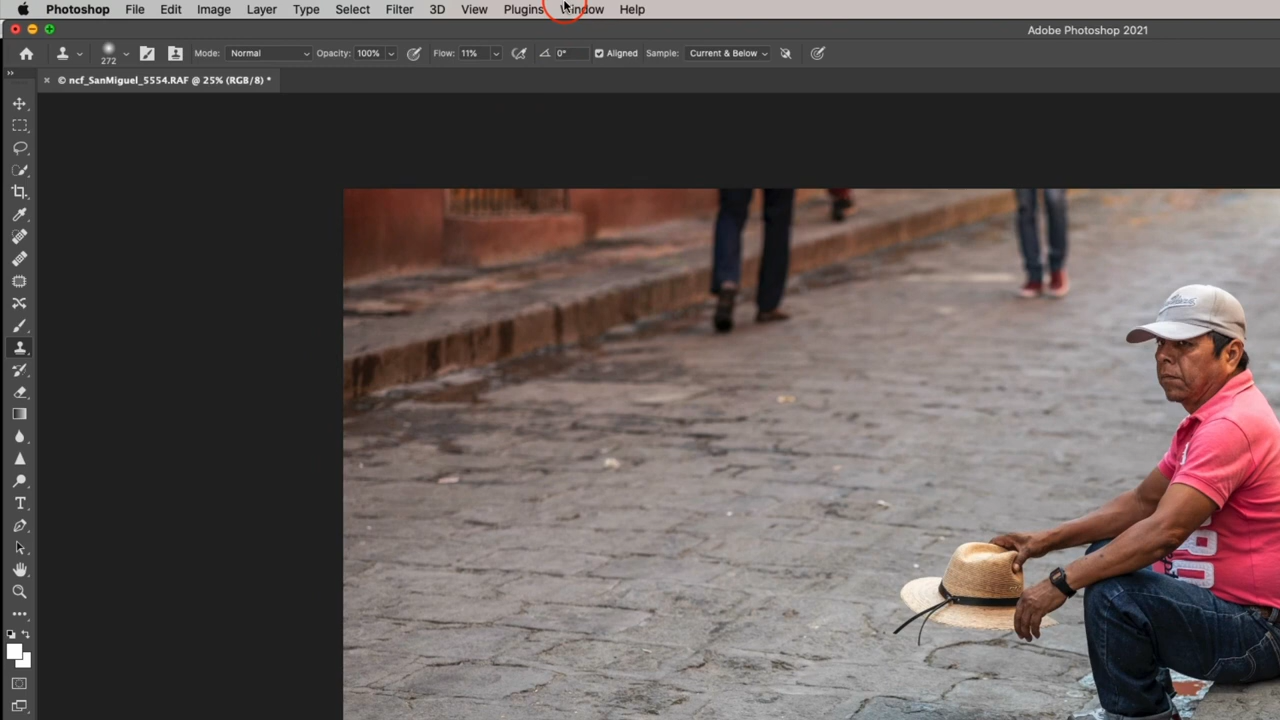 Photoshop File Edit Image Layer Type Select Filter 3D View Plugins Window Help
Adobe Photoshop 2021
272 Mode: Normal Opacity: 100% Flow: 11% 0° Aligned Sample: Current & Below
× © ncf_SanMiguel_5554.RAF @ 25% (RGB/8) *